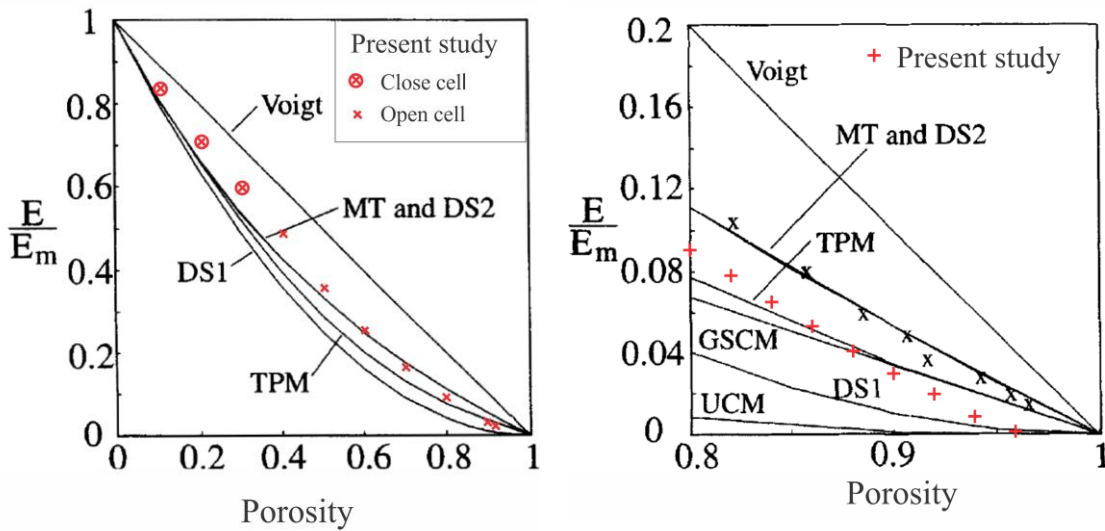 1
0.8
0.6
E
Em
0.4
0.2
0
0
0.2
0.4
0.6
0.8
1
Porosity
Present study
Close cell
Open cell
Voigt
MT and DS2
DS1
TPM
0.2
0.16
0.12
E
Em
0.08
0.04
0
0.8
0.9
1
Porosity
Present study
Voigt
MT and DS2
TPM
GSCM
DS1
UCM